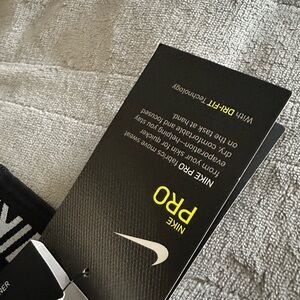 NIKE
PRO
NIKE PRO fabrics move sweat
from your skin for quicker
evaporation—helping you stay
dry, comfortable and focused
on the task at hand.
With DRI-FIT Technology